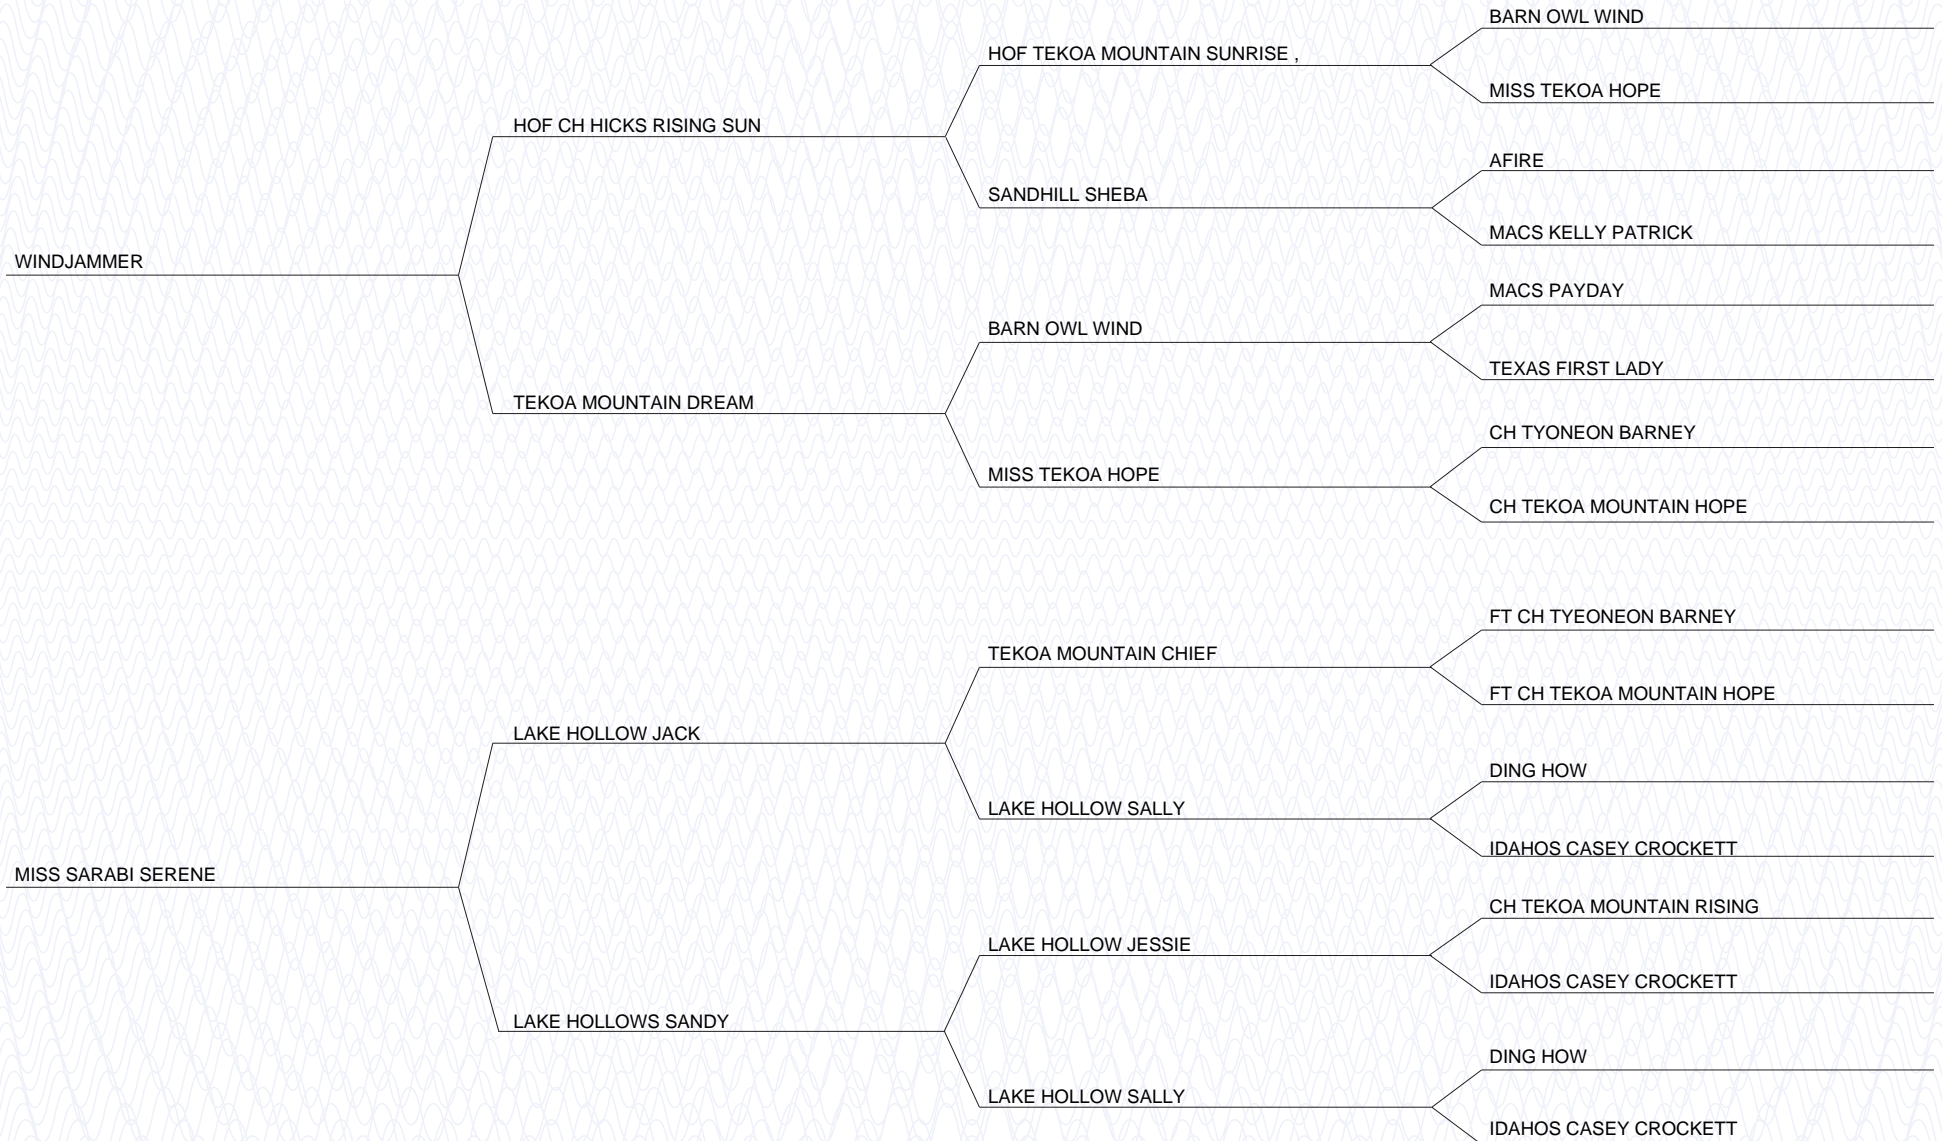 BARN OWL WIND
HOF TEKOA MOUNTAIN SUNRISE ,
MISS TEKOA HOPE
HOF CH HICKS RISING SUN
AFIRE
SANDHILL SHEBA
MACS KELLY PATRICK
WINDJAMMER
MACS PAYDAY
BARN OWL WIND
TEXAS FIRST LADY
TEKOA MOUNTAIN DREAM
CH TYONEON BARNEY
MISS TEKOA HOPE
CH TEKOA MOUNTAIN HOPE
FT CH TYEONEON BARNEY
TEKOA MOUNTAIN CHIEF
FT CH TEKOA MOUNTAIN HOPE
LAKE HOLLOW JACK
DING HOW
LAKE HOLLOW SALLY
IDAHOS CASEY CROCKETT
MISS SARABI SERENE
CH TEKOA MOUNTAIN RISING
LAKE HOLLOW JESSIE
IDAHOS CASEY CROCKETT
LAKE HOLLOWS SANDY
DING HOW
LAKE HOLLOW SALLY
IDAHOS CASEY CROCKETT